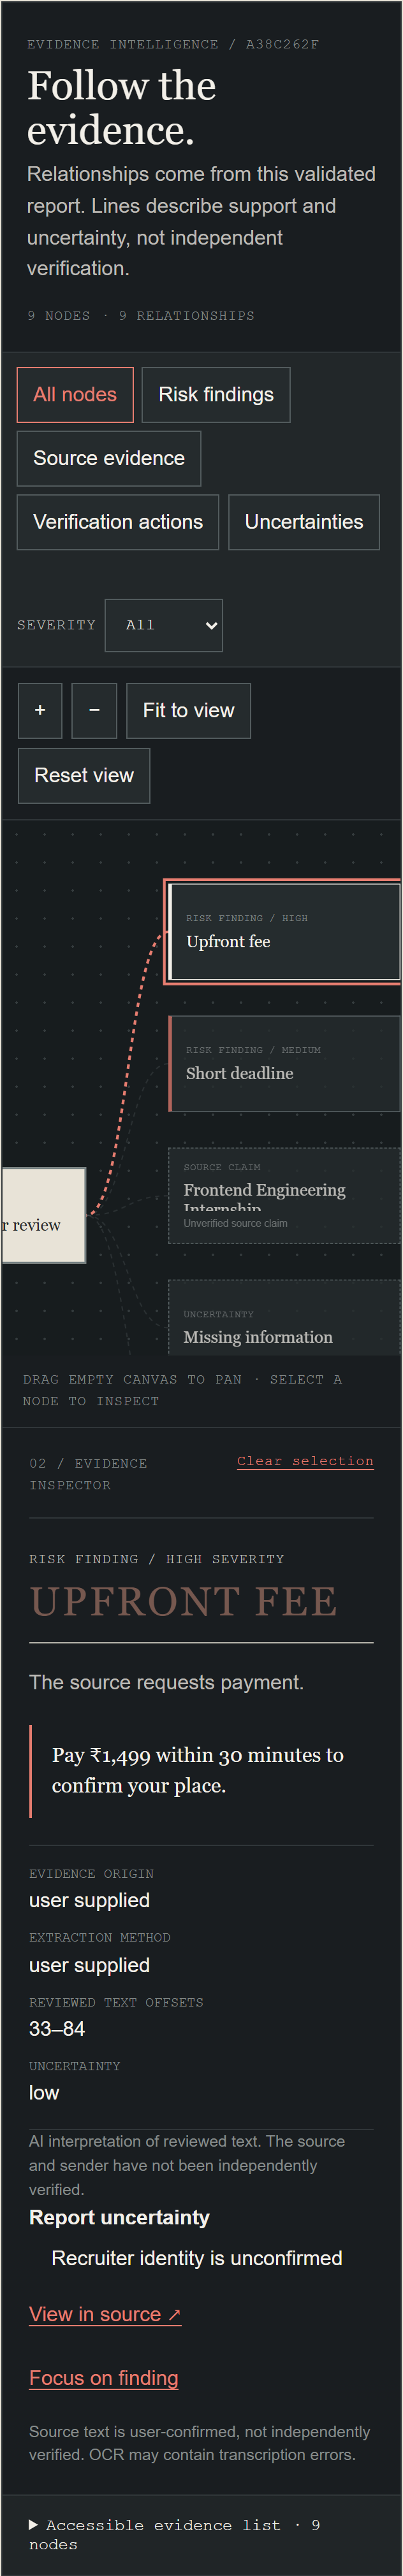 EVIDENCE INTELLIGENCE / A38C262F
Follow the
evidence.
Relationships come from this validated
report. Lines describe support and
uncertainty, not independent
verification.
9 NODES · 9 RELATIONSHIPS
All nodes
Risk findings
Source evidence
Verification actions
Uncertainties
SEVERITY
All
+
−
Fit to view
Reset view
RISK FINDING / HIGH
Upfront fee
RISK FINDING / MEDIUM
Short deadline
SOURCE CLAIM
Frontend Engineering
Internship
Unverified source claim
r review
UNCERTAINTY
Missing information
DRAG EMPTY CANVAS TO PAN · SELECT A
NODE TO INSPECT
02 / EVIDENCE
INSPECTOR
Clear selection
RISK FINDING / HIGH SEVERITY
UPFRONT FEE
The source requests payment.
Pay ₹1,499 within 30 minutes to
confirm your place.
EVIDENCE ORIGIN
user supplied
EXTRACTION METHOD
user supplied
REVIEWED TEXT OFFSETS
33–84
UNCERTAINTY
low
AI interpretation of reviewed text. The source
and sender have not been independently
verified.
Report uncertainty
Recruiter identity is unconfirmed
View in source ↗
Focus on finding
Source text is user-confirmed, not independently
verified. OCR may contain transcription errors.
▶ Accessible evidence list · 9
nodes